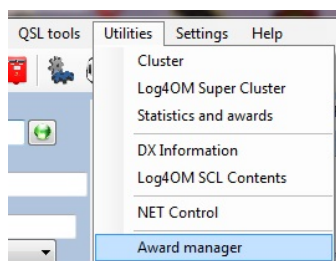 QSL tools Utilities Settings Help
Cluster
Log4OM Super Cluster
Statistics and awards
DX Information
Log4OM SCL Contents
NET Control
Award manager